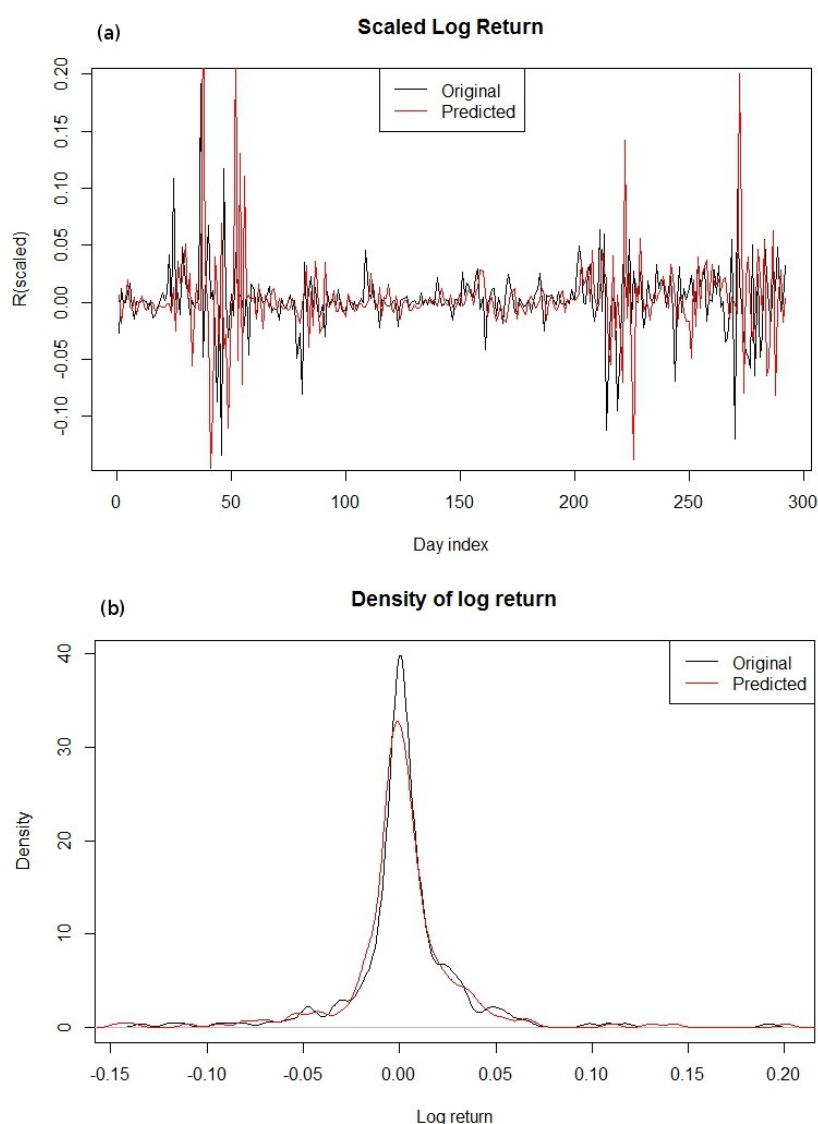 (a)
Scaled Log Return
Original
Predicted
0.20
0.15
0.10
0.05
0.00
-0.05
-0.10
R(scaled)
0 50 100 150 200 250 300
Day index
(b)
Density of log return
Original
Predicted
40
30
20
10
0
Density
-0.15 -0.10 -0.05 0.00 0.05 0.10 0.15 0.20
Log return